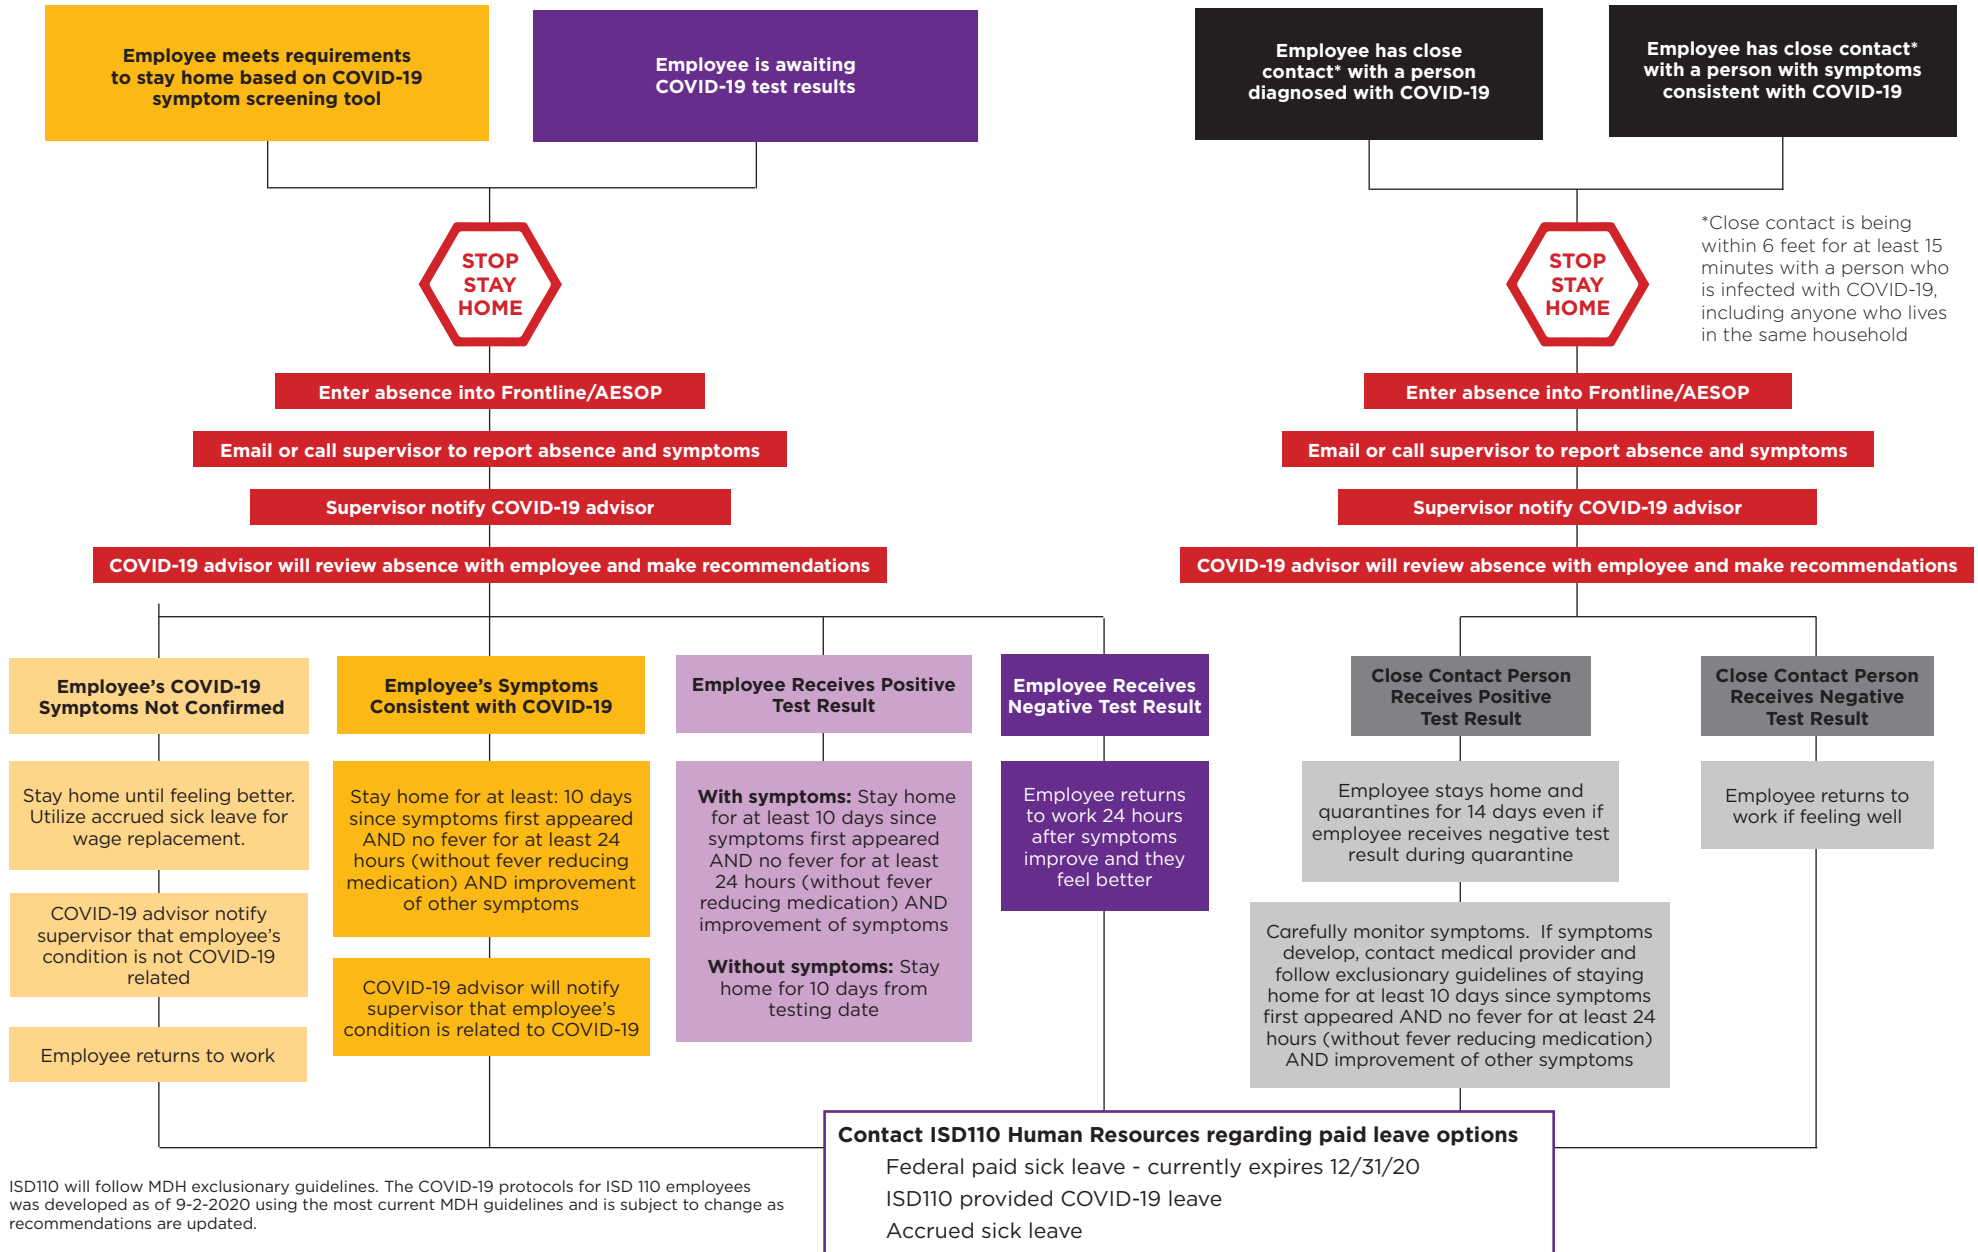 Employee meets requirements
to stay home based on COVID-19
symptom screening tool
Employee is awaiting
COVID-19 test results
Employee has close
contact* with a person
diagnosed with COVID-19
Employee has close contact*
with a person with symptoms
consistent with COVID-19
STOP
STAY
HOME
STOP
STAY
HOME
*Close contact is being
within 6 feet for at least 15
minutes with a person who
is infected with COVID-19,
including anyone who lives
in the same household
Enter absence into Frontline/AESOP
Email or call supervisor to report absence and symptoms
Supervisor notify COVID-19 advisor
COVID-19 advisor will review absence with employee and make recommendations
Enter absence into Frontline/AESOP
Email or call supervisor to report absence and symptoms
Supervisor notify COVID-19 advisor
COVID-19 advisor will review absence with employee and make recommendations
Employee's COVID-19
Symptoms Not Confirmed
Stay home until feeling better.
Utilize accrued sick leave for
wage replacement.
COVID-19 advisor notify
supervisor that employee's
condition is not COVID-19
related
Employee returns to work
Employee's Symptoms
Consistent with COVID-19
Stay home for at least: 10 days
since symptoms first appeared
AND no fever for at least 24
hours (without fever reducing
medication) AND improvement
of other symptoms
COVID-19 advisor will notify
supervisor that employee's
condition is related to COVID-19
Employee Receives Positive
Test Result
With symptoms: Stay home
for at least 10 days since
symptoms first appeared
AND no fever for at least
24 hours (without fever
reducing medication) AND
improvement of symptoms
Without symptoms: Stay
home for 10 days from
testing date
Employee Receives
Negative Test Result
Employee returns
to work 24 hours
after symptoms
improve and they
feel better
Close Contact Person
Receives Positive
Test Result
Employee stays home and
quarantines for 14 days even if
employee receives negative test
result during quarantine
Carefully monitor symptoms.  If symptoms
develop, contact medical provider and
follow exclusionary guidelines of staying
home for at least 10 days since symptoms
first appeared AND no fever for at least 24
hours (without fever reducing medication)
AND improvement of other symptoms
Close Contact Person
Receives Negative
Test Result
Employee returns to
work if feeling well
Contact ISD110 Human Resources regarding paid leave options
Federal paid sick leave - currently expires 12/31/20
ISD110 provided COVID-19 leave
Accrued sick leave
ISD110 will follow MDH exclusionary guidelines. The COVID-19 protocols for ISD 110 employees
was developed as of 9-2-2020 using the most current MDH guidelines and is subject to change as
recommendations are updated.